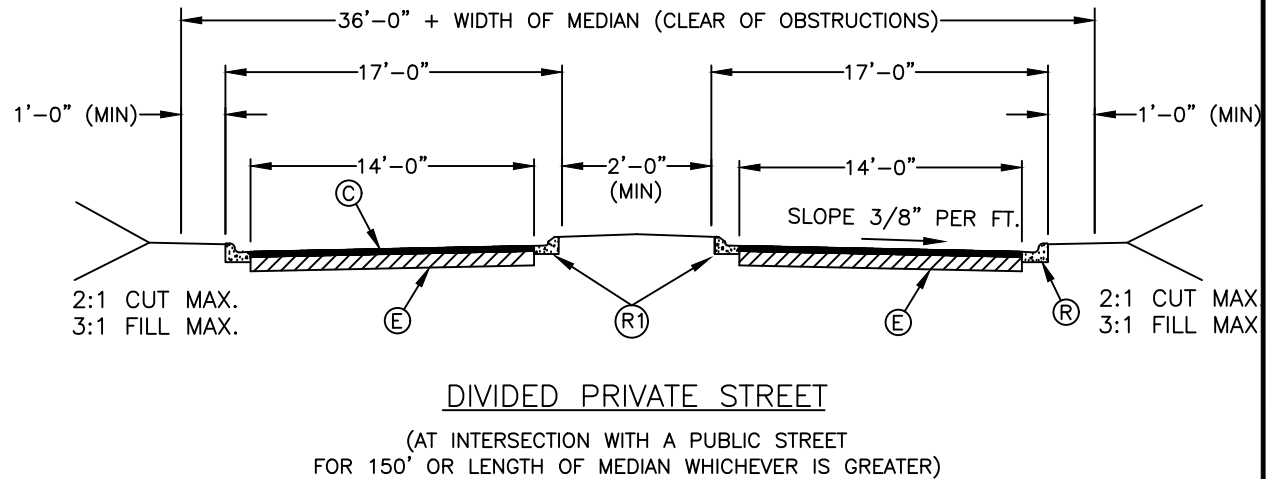 36'-0" + WIDTH OF MEDIAN (CLEAR OF OBSTRUCTIONS)
17'-0" 17'-0"
1'-0" (MIN) 1'-0" (MIN)
14'-0" 2'-0" 14'-0"
(MIN)
C
SLOPE 3/8" PER FT.
2:1 CUT MAX. 2:1 CUT MAX
3:1 FILL MAX. 3:1 FILL MAX
E R1 E R
DIVIDED PRIVATE STREET
(AT INTERSECTION WITH A PUBLIC STREET
FOR 150' OR LENGTH OF MEDIAN WHICHEVER IS GREATER)